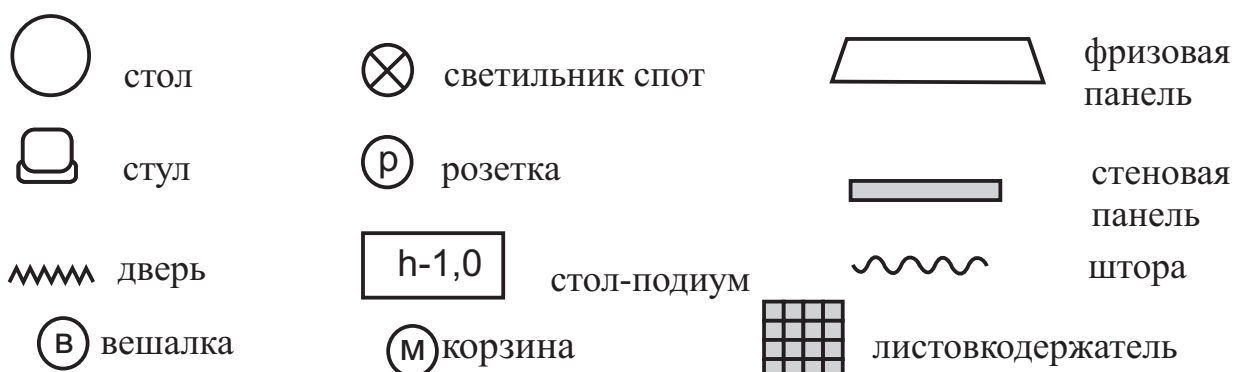 стол
светильник спот
фризовая
панель
стул
р
розетка
стеновая
панель
дверь
h-1,0
стол-подиум
штора
В
вешалка
М
корзина
листовкодержатель